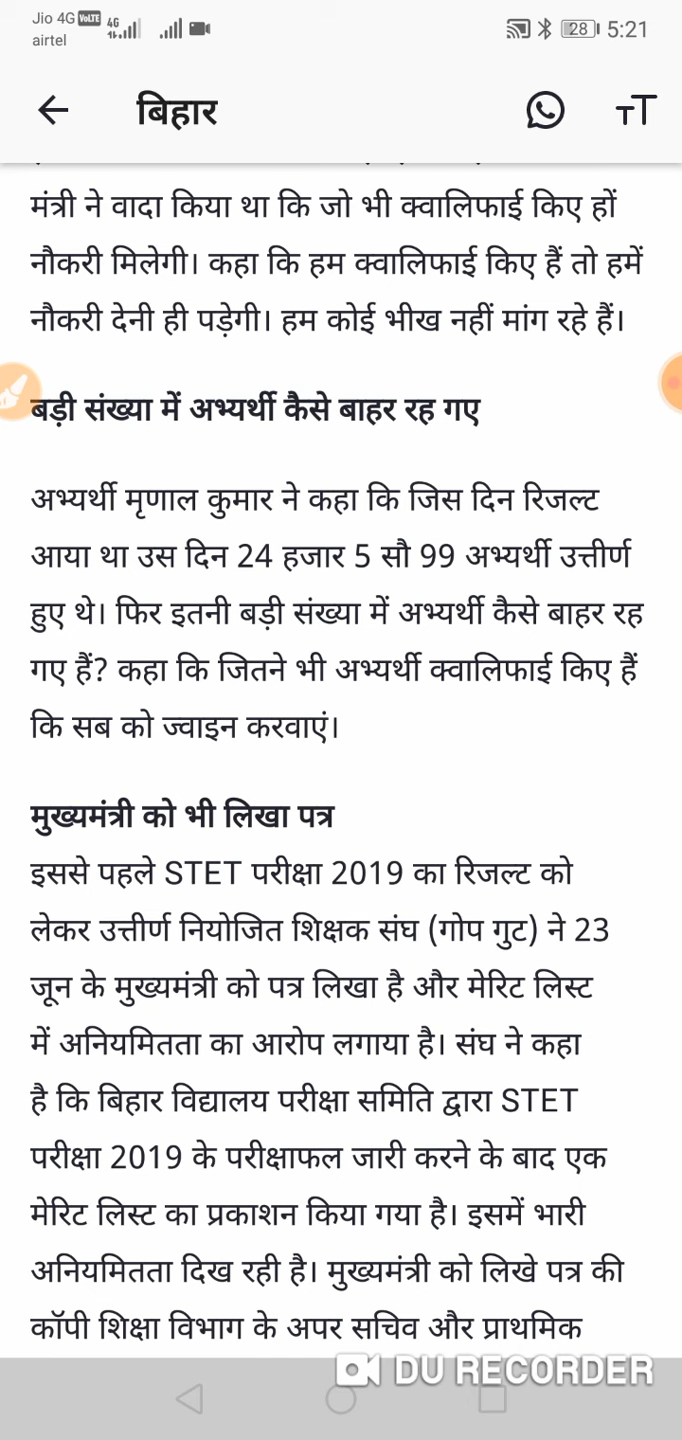 Jio 4G VoLTE 4G 28 5:21
airtel
बिहार
TT
मंत्री ने वादा किया था कि जो भी क्वालिफाई किए हों
नौकरी मिलेगी। कहा कि हम क्वालिफाई किए हैं तो हमें
नौकरी देनी ही पड़ेगी। हम कोई भीख नहीं मांग रहे हैं।
बड़ी संख्या में अभ्यर्थी कैसे बाहर रह गए
अभ्यर्थी मृणाल कुमार ने कहा कि जिस दिन रिजल्ट
आया था उस दिन 24 हजार 5 सौ 99 अभ्यर्थी उत्तीर्ण
हुए थे। फिर इतनी बड़ी संख्या में अभ्यर्थी कैसे बाहर रह
गए हैं? कहा कि जितने भी अभ्यर्थी क्वालिफाई किए हैं
कि सब को ज्वाइन करवाएं।
मुख्यमंत्री को भी लिखा पत्र
इससे पहले STET परीक्षा 2019 का रिजल्ट को
लेकर उत्तीर्ण नियोजित शिक्षक संघ (गोप गुट) ने 23
जून के मुख्यमंत्री को पत्र लिखा है और मेरिट लिस्ट
में अनियमितता का आरोप लगाया है। संघ ने कहा
है कि बिहार विद्यालय परीक्षा समिति द्वारा STET
परीक्षा 2019 के परीक्षाफल जारी करने के बाद एक
मेरिट लिस्ट का प्रकाशन किया गया है। इसमें भारी
अनियमितता दिख रही है। मुख्यमंत्री को लिखे पत्र की
कॉपी शिक्षा विभाग के अपर सचिव और प्राथमिक
DU RECORDER